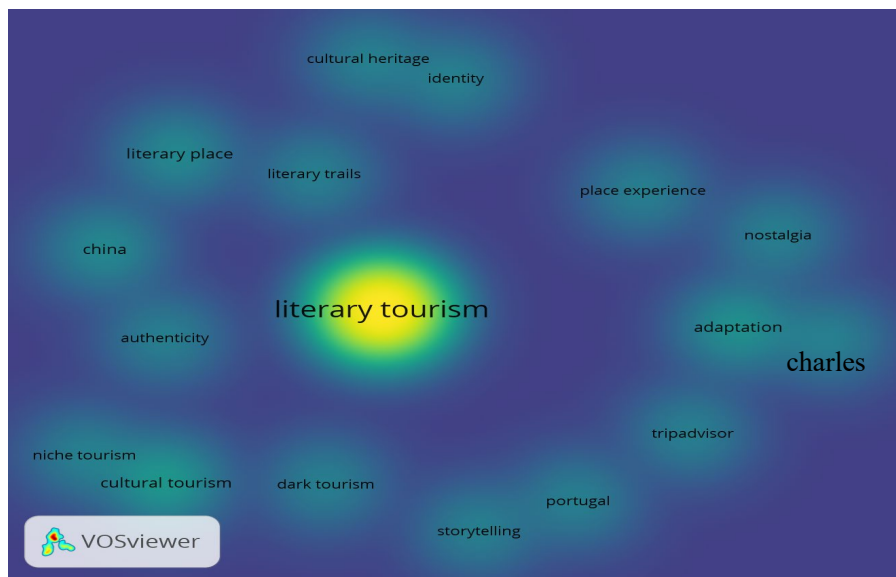 cultural heritage
identity
literary place
literary trails
place experience
nostalgia
china
literary tourism
adaptation
authenticity
charles
tripadvisor
niche tourism
cultural tourism
dark tourism
portugal
storytelling
VOSviewer